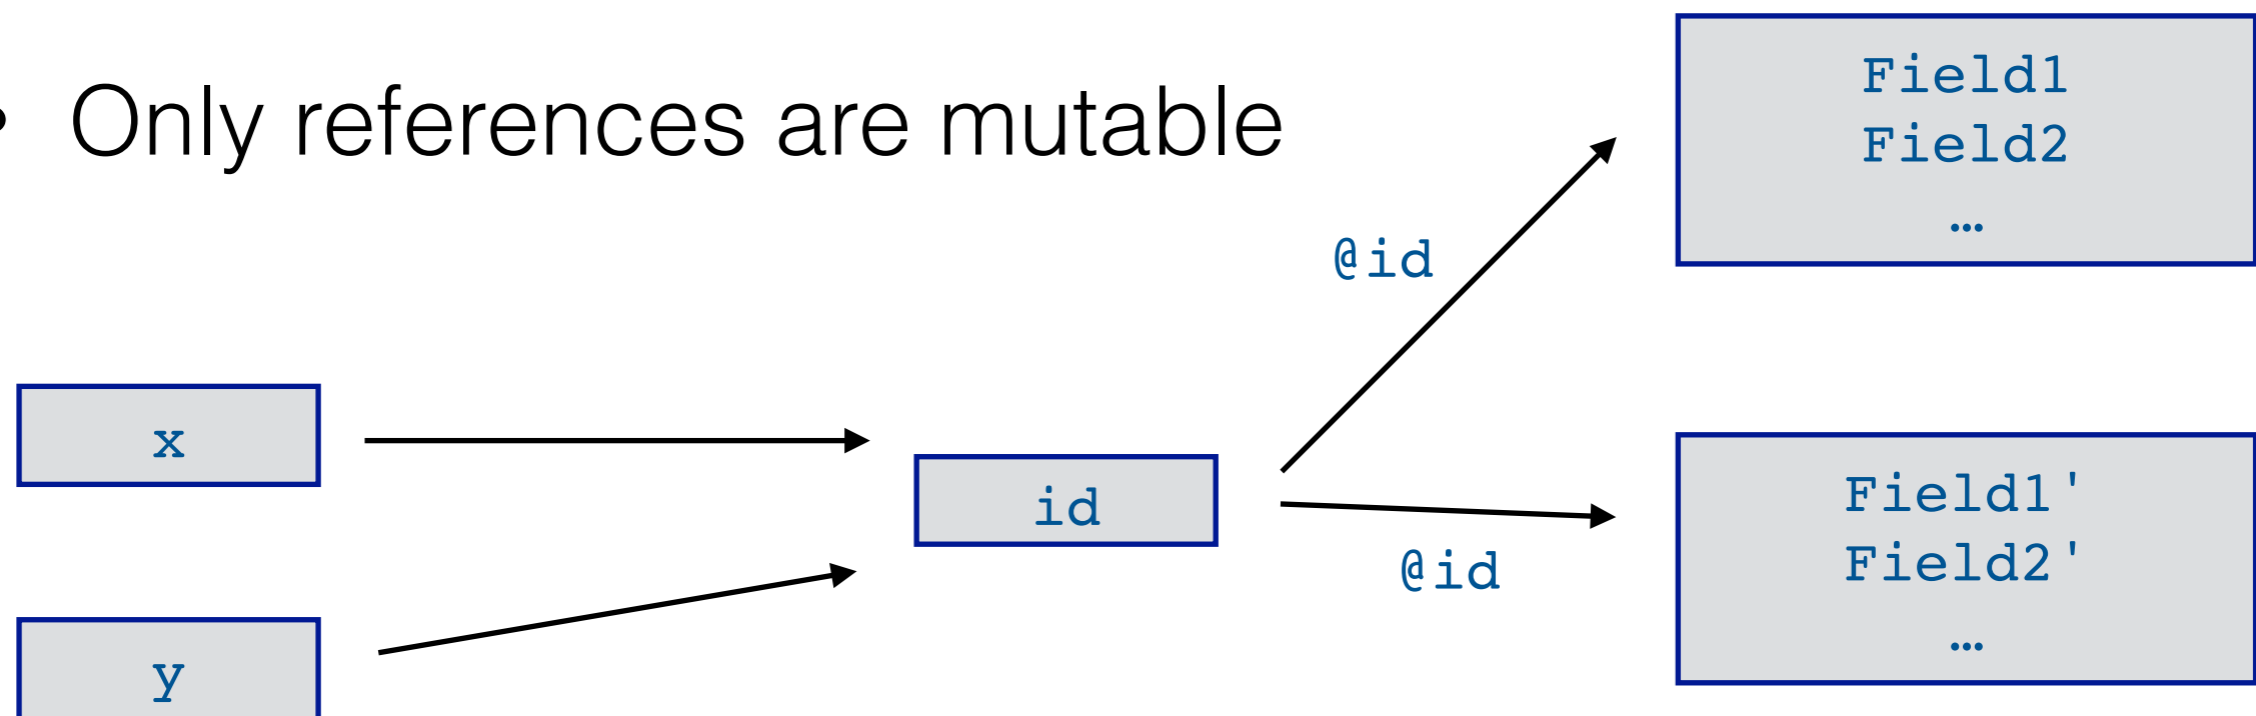 • Only references are mutable
Field1
Field2
…
@id
x
id
@id
Field1'
Field2'
…
y